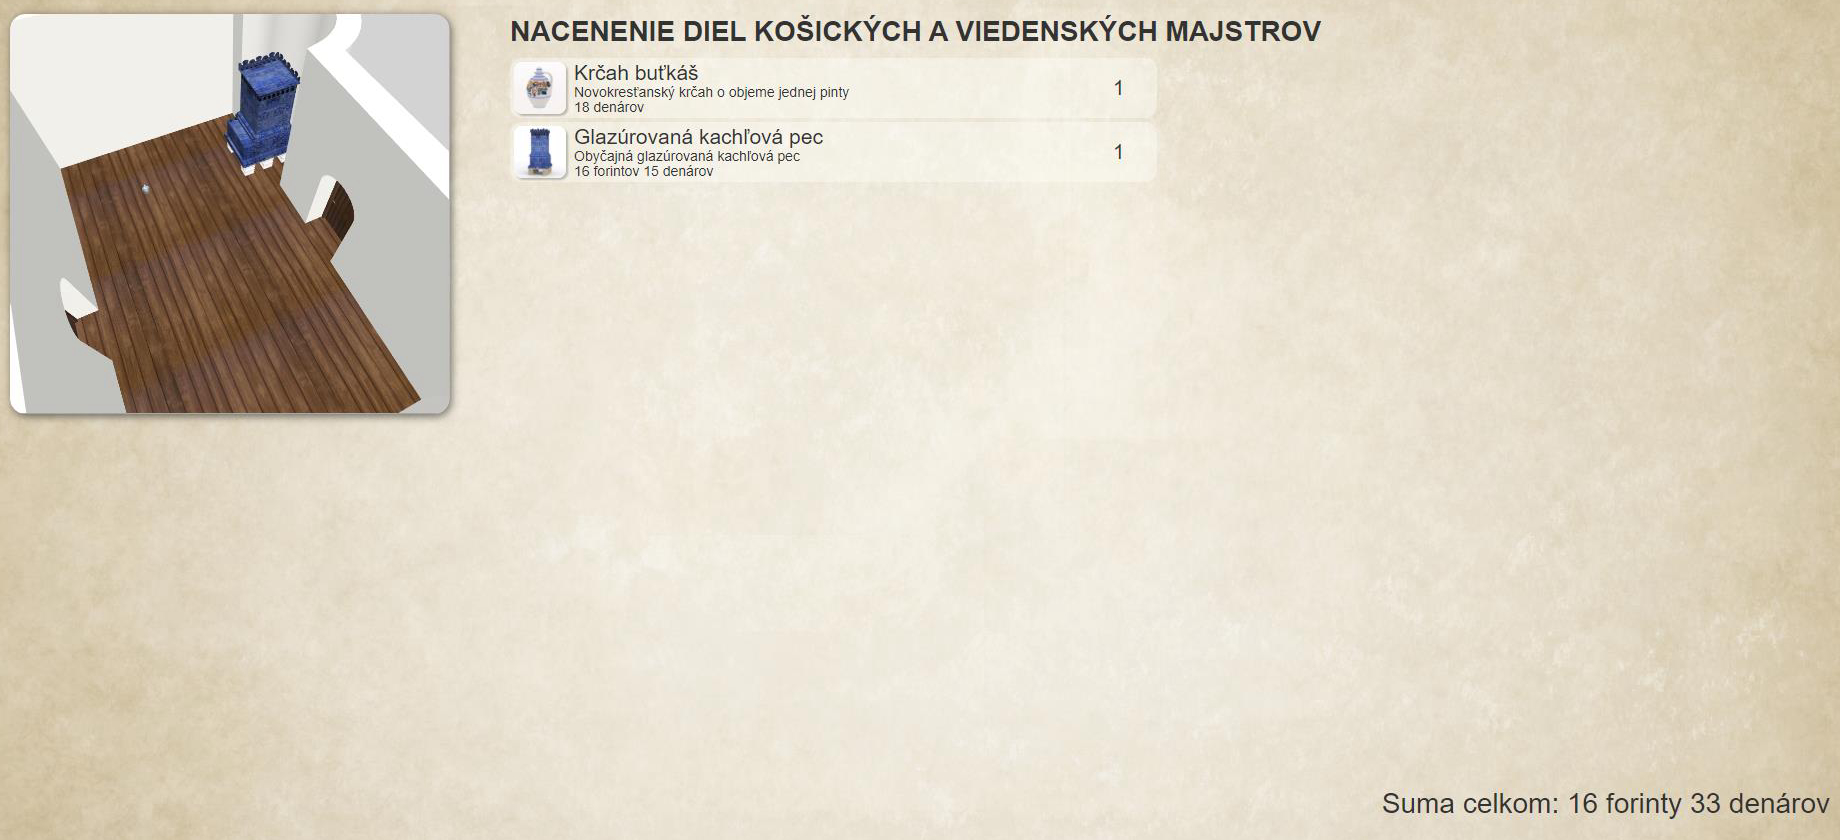 NACENENIE DIEL KOŠICKÝCH A VIEDENSKÝCH MAJSTROV
Krčah buťkáš
Novokresťanský krčah o objeme jednej pinty
18 denárov
1
Glazúrovaná kachľová pec
Obyčajná glazúrovaná kachľová pec
16 forintov 15 denárov
1
Suma celkom: 16 forinty 33 denárov